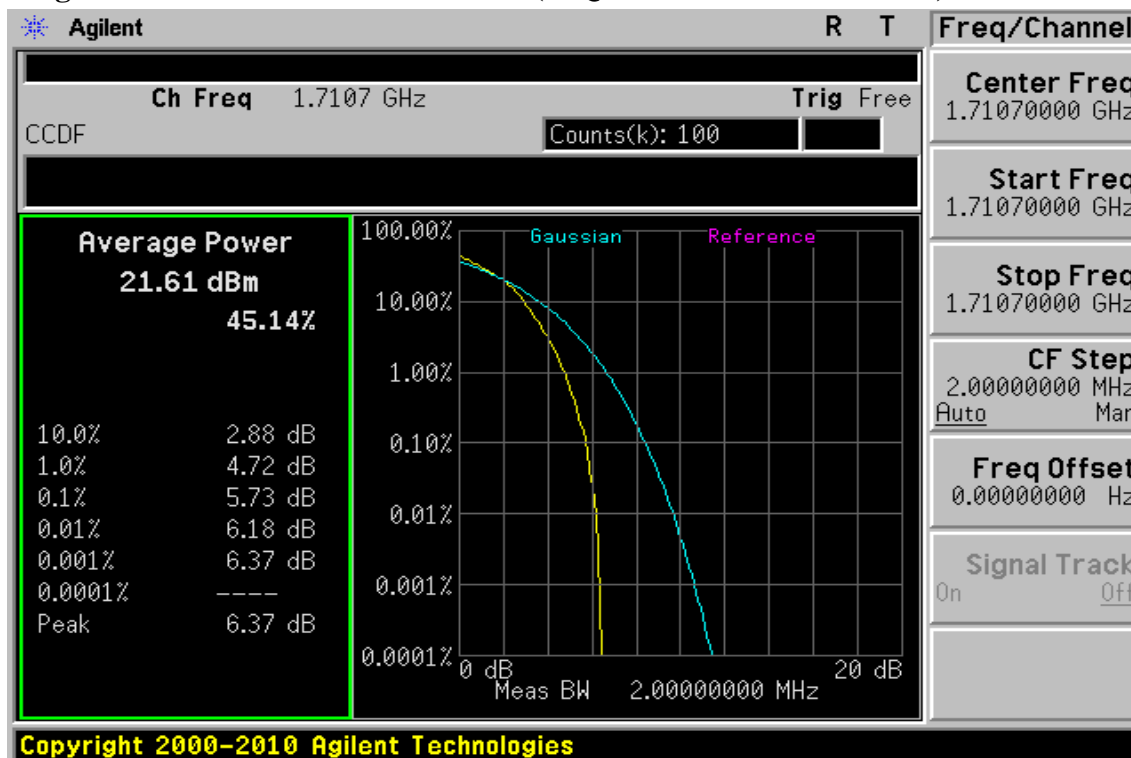 Agilent R T
Freq/Channel
Ch Freq 1.7107 GHz Trig Free
CCDF Counts(k): 100
Average Power
21.61 dBm
45.14%
10.0% 2.88 dB
1.0% 4.72 dB
0.1% 5.73 dB
0.01% 6.18 dB
0.001% 6.37 dB
0.0001% ----
Peak 6.37 dB
Gaussian Reference
100.00%
10.00%
1.00%
0.10%
0.01%
0.001%
0.0001%
0 dB 20 dB
Meas BW 2.00000000 MHz
Center Freq
1.71070000 GHz
Start Freq
1.71070000 GHz
Stop Freq
1.71070000 GHz
CF Step
2.00000000 MHz
Auto Man
Freq Offset
0.00000000 Hz
Signal Track
On Off
Copyright 2000-2010 Agilent Technologies